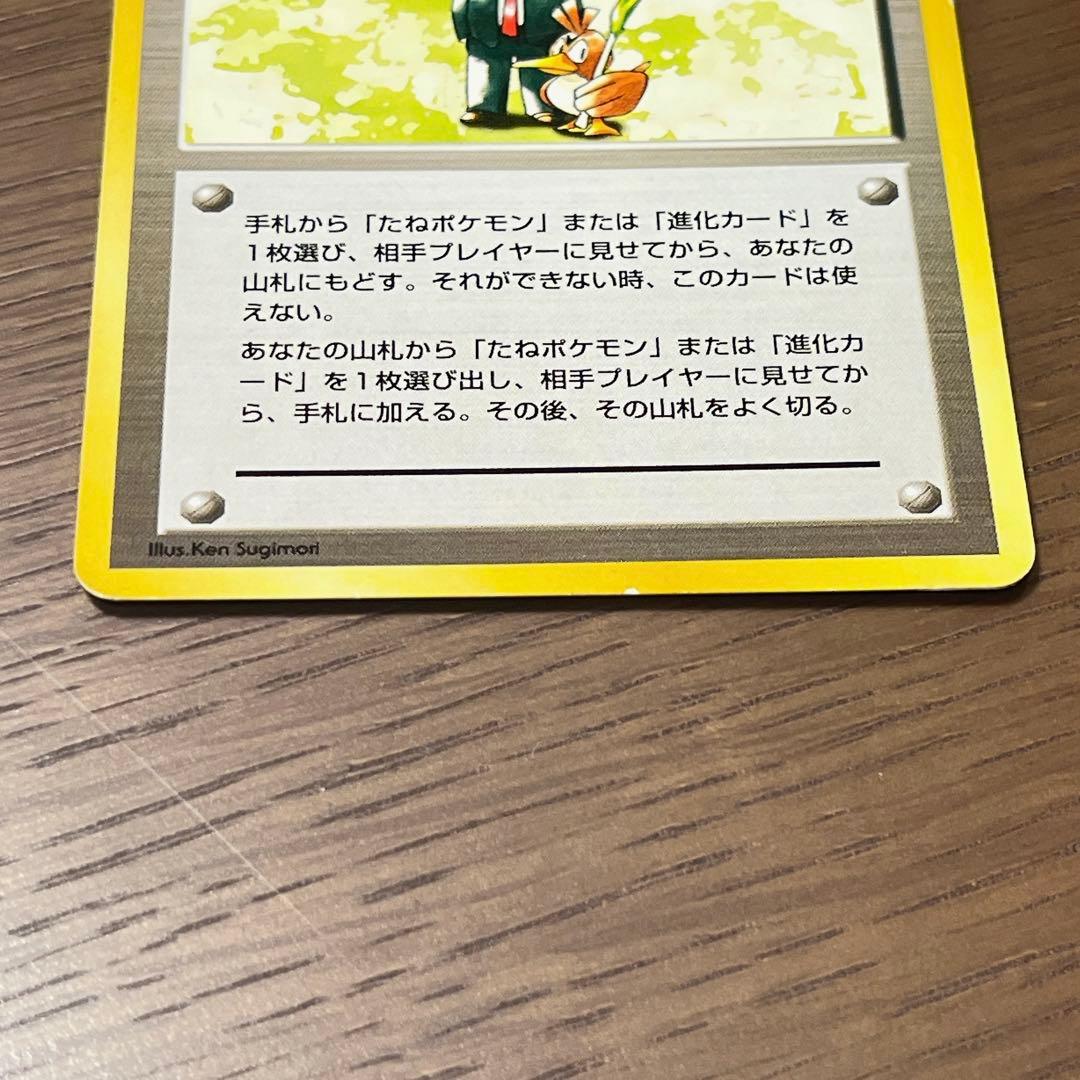 手札から「たねポケモン」または「進化カード」を
1枚選び、相手プレイヤーに見せてから、あなたの
山札にもどす。それができない時、このカードは使
えない。
あなたの山札から「たねポケモン」または「進化カ
ード」を1枚選び出し、相手プレイヤーに見せてか
ら、手札に加える。その後、その山札をよく切る。
Illus.Ken Sugimori